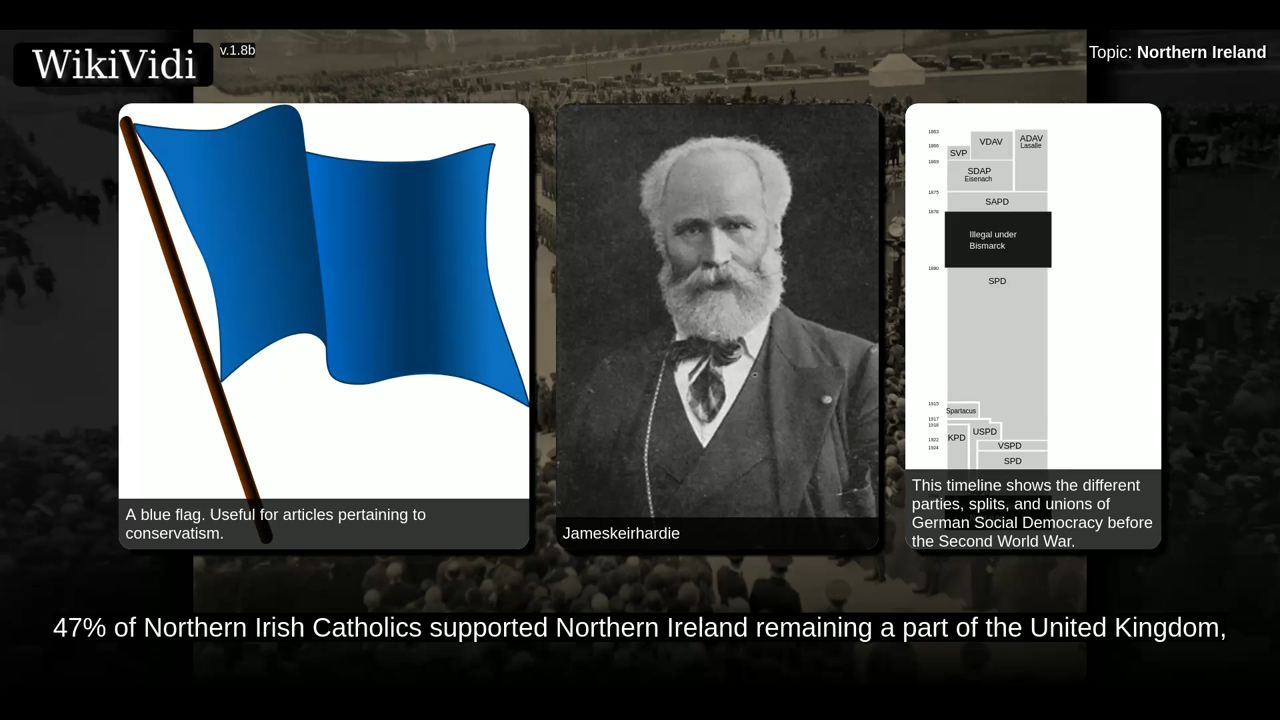 WikiVidi
v.1.8b
Topic: Northern Ireland
A blue flag. Useful for articles pertaining to
conservatism.
Jameskeirhardie
1863
1866
1869
1875
1878
1890
1915
1917
1918
1922
1924
SVP
VDAV
ADAV
Lasalle
SDAP
Eisenach
SAPD
Illegal under
Bismarck
SPD
Spartacus
KPD
USPD
VSPD
SPD
This timeline shows the different
parties, splits, and unions of
German Social Democracy before
the Second World War.
47% of Northern Irish Catholics supported Northern Ireland remaining a part of the United Kingdom,